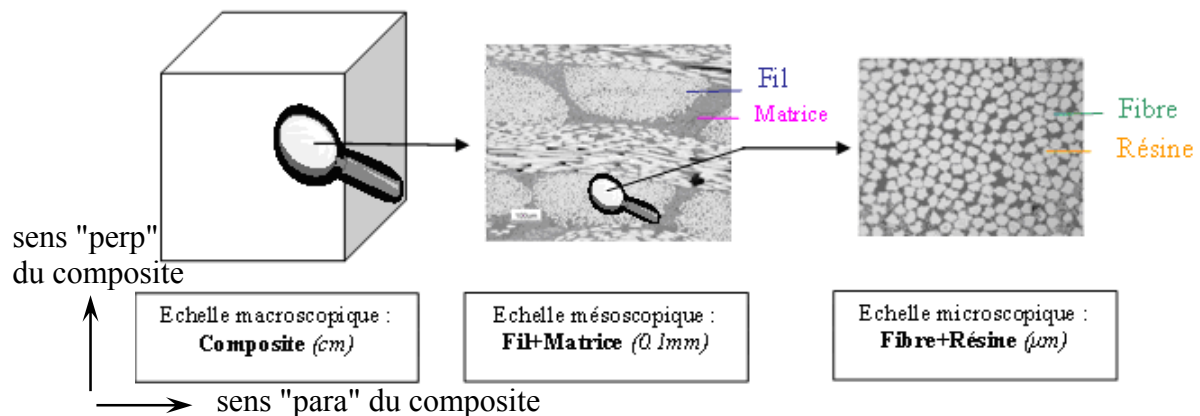 Fil
Matrice
Fibre
Résine
100µm
sens "perp"
du composite
Echelle macroscopique :
Composite (cm)
Echelle mésoscopique :
Fil+Matrice (0.1mm)
Echelle microscopique :
Fibre+Résine (µm)
sens "para" du composite